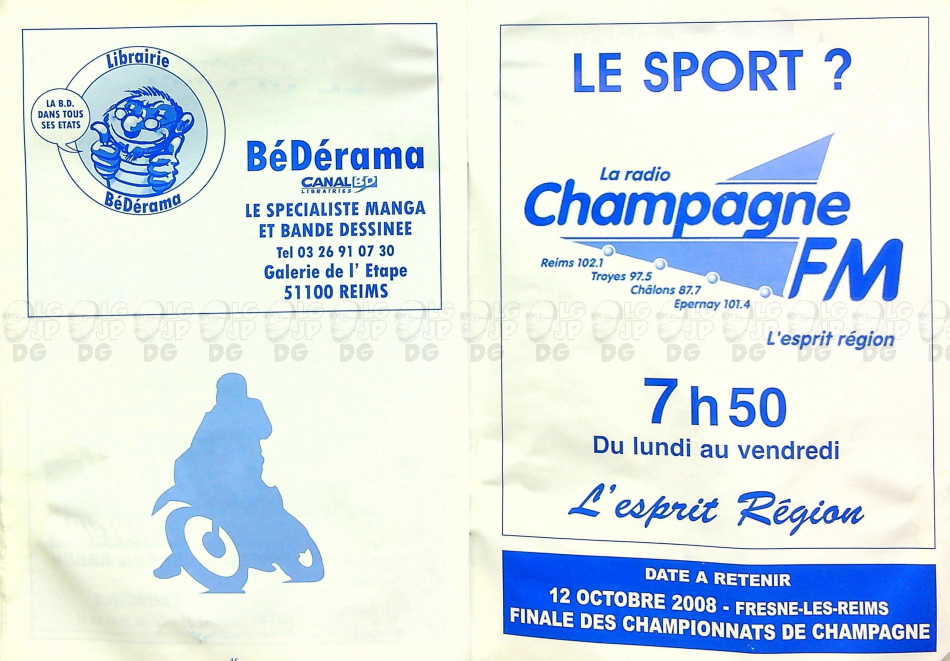 Librairie
LA B.D.
DANS TOUS
SES ETATS
BéDérama
BéDérama
CANAL BD
LIBRAIRIES
LE SPECIALISTE MANGA
ET BANDE DESSINEE
Tel 03 26 91 07 30
Galerie de l' Etape
51100 REIMS
LE SPORT ?
La radio
Champagne
FM
Reims 102.1
Troyes 97.5
Châlons 87.7
Epernay 101.4
L'esprit région
7 h 50
Du lundi au vendredi
L'esprit Région
DATE A RETENIR
12 OCTOBRE 2008 - FRESNE-LES-REIMS
FINALE DES CHAMPIONNATS DE CHAMPAGNE